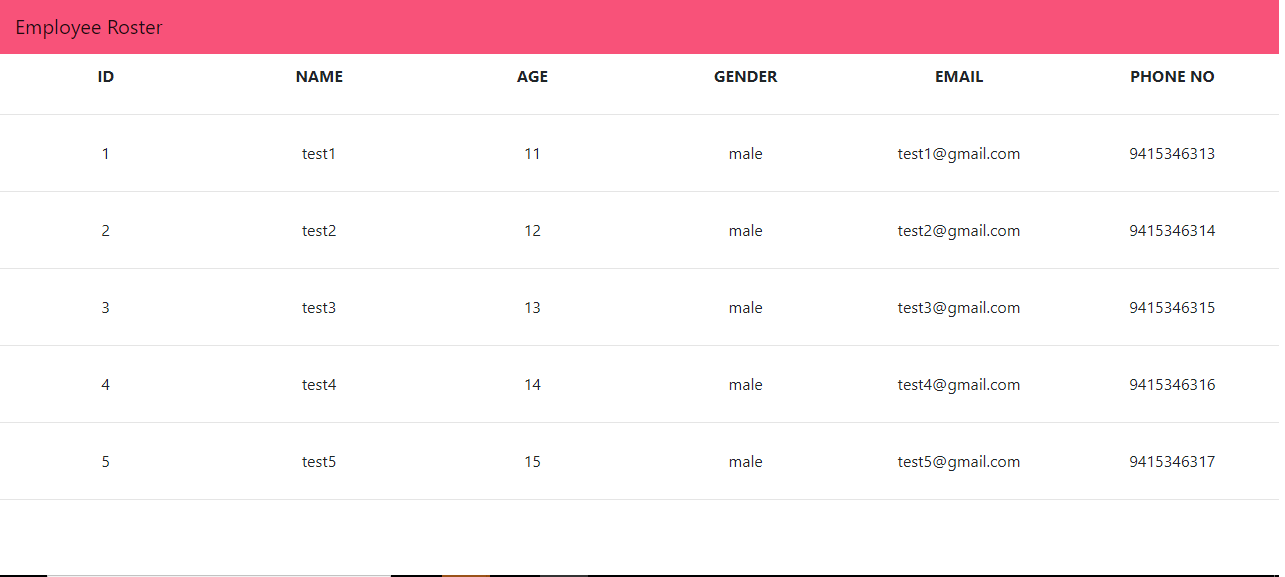 Employee Roster
ID NAME AGE GENDER EMAIL PHONE NO
1 test1 11 male test1@gmail.com 9415346313
2 test2 12 male test2@gmail.com 9415346314
3 test3 13 male test3@gmail.com 9415346315
4 test4 14 male test4@gmail.com 9415346316
5 test5 15 male test5@gmail.com 9415346317